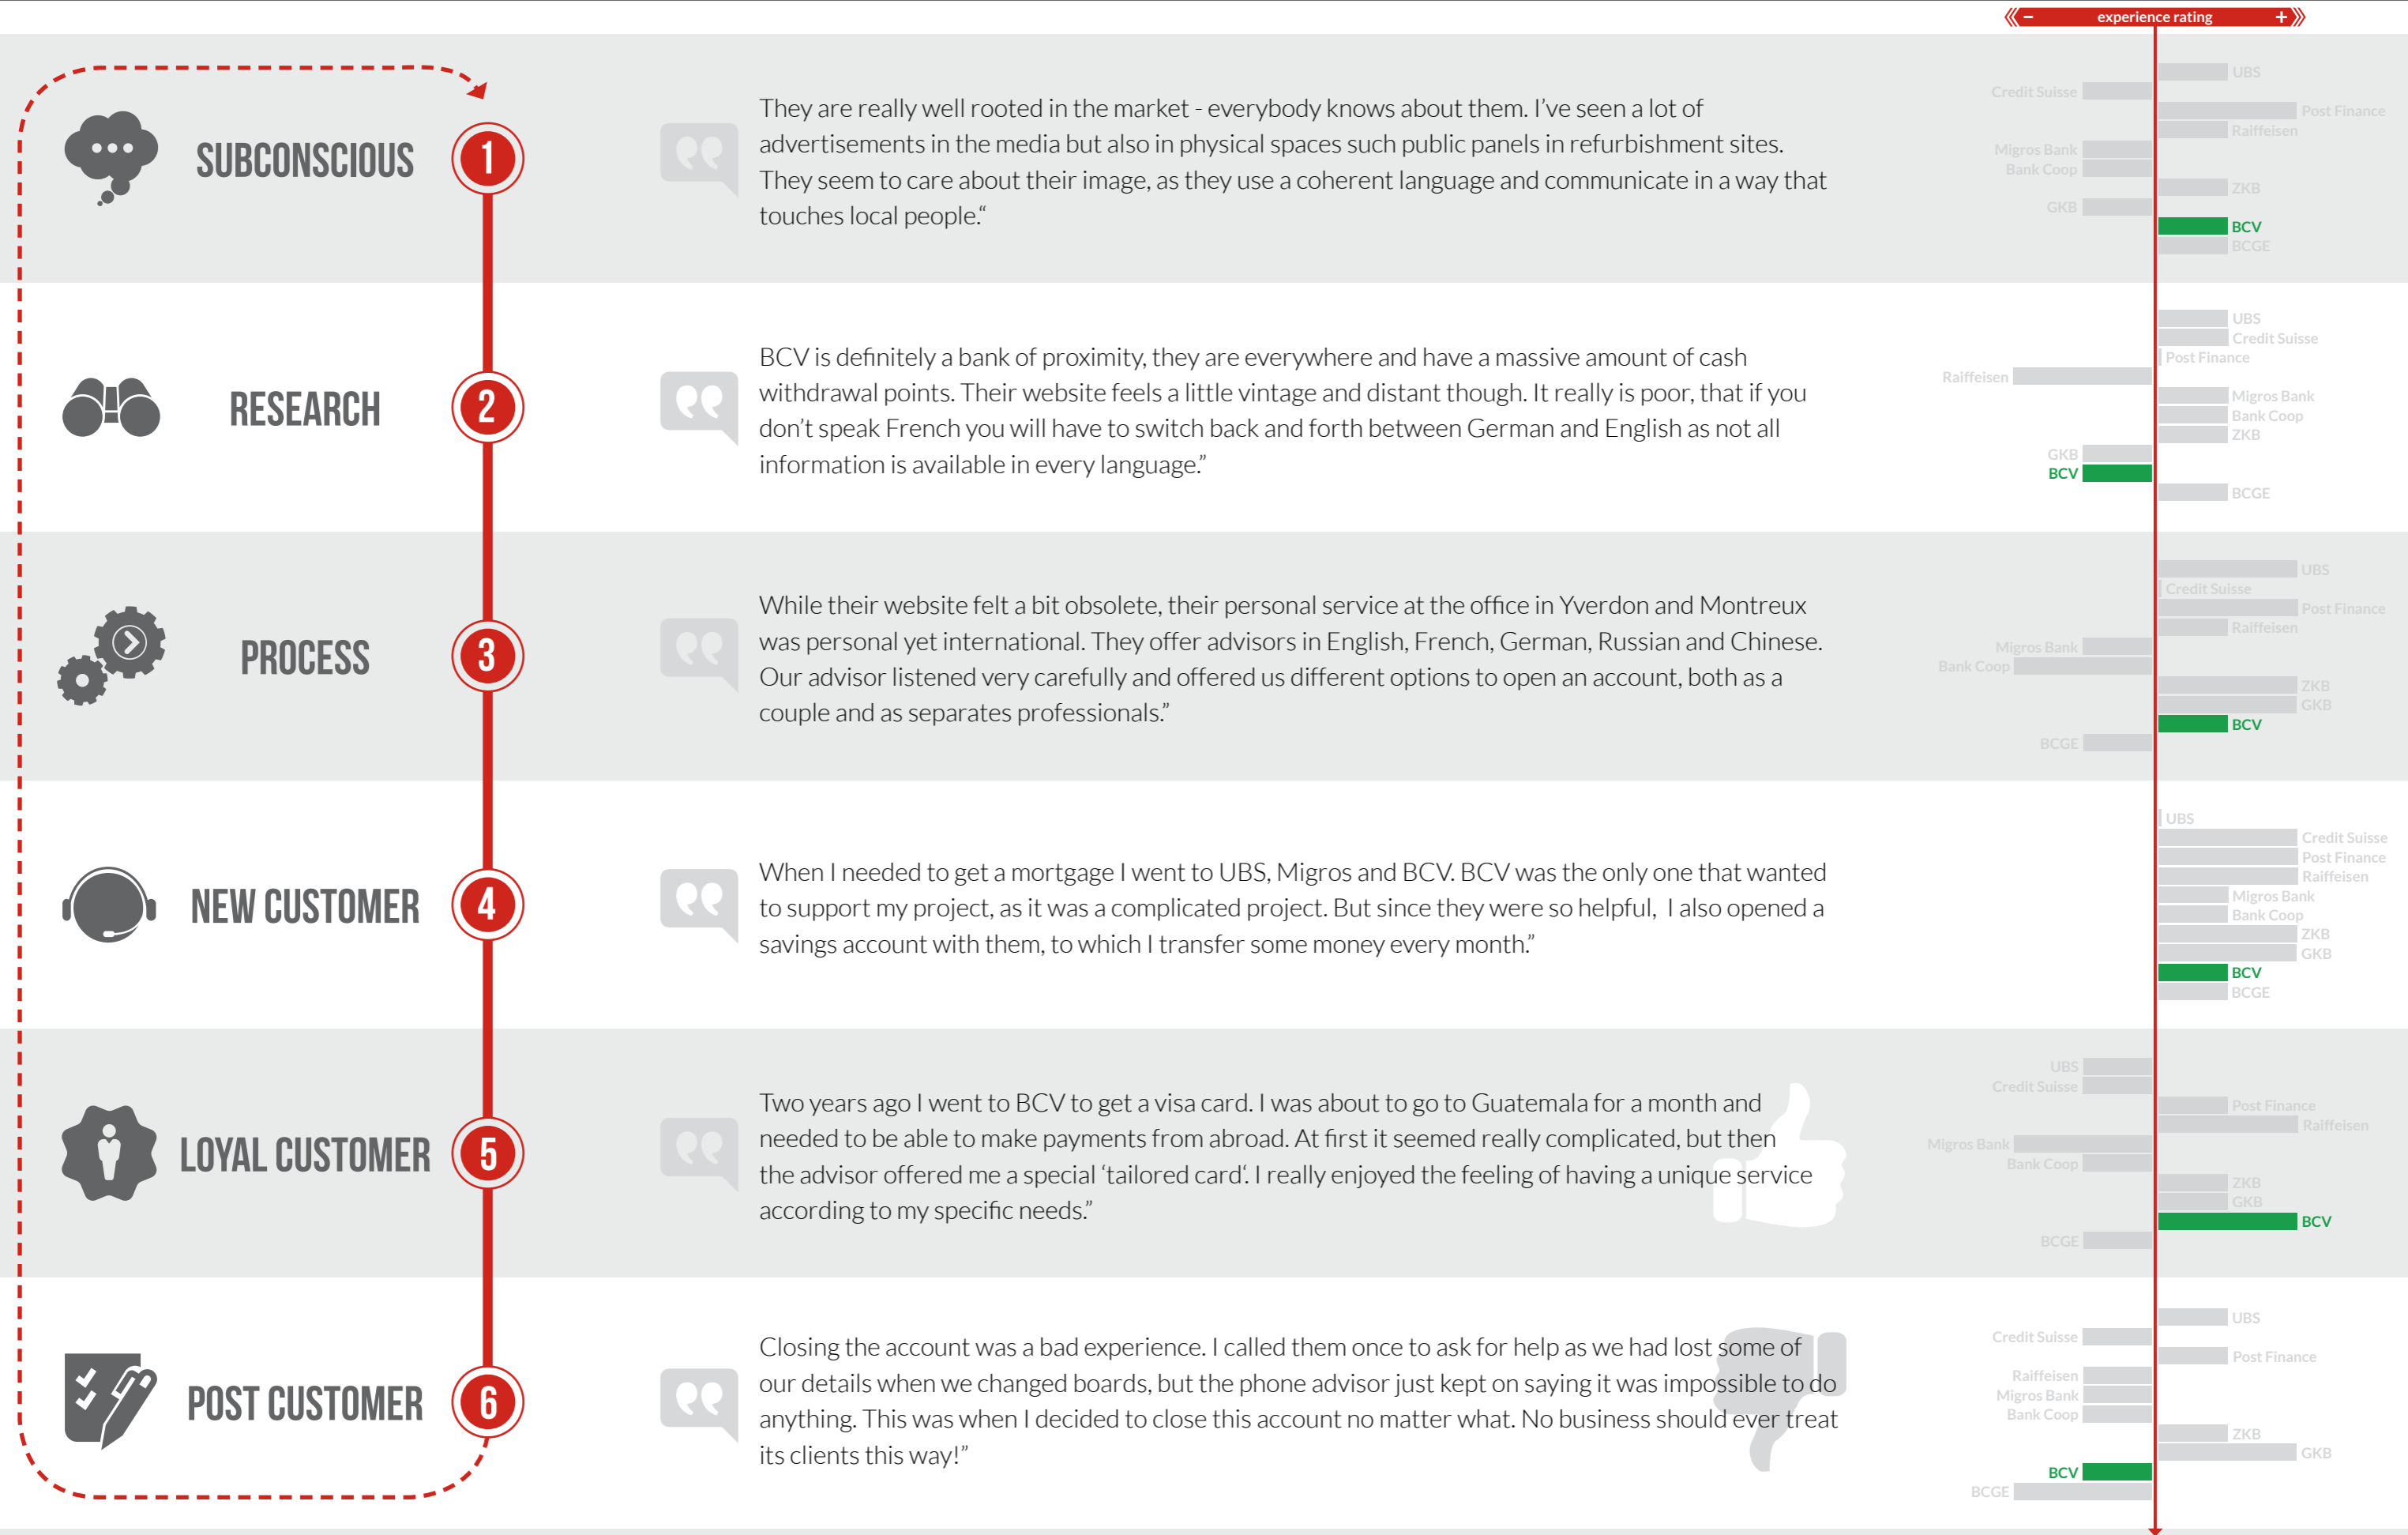 − experience rating +
SUBCONSCIOUS
1
They are really well rooted in the market - everybody knows about them. I've seen a lot of
advertisements in the media but also in physical spaces such public panels in refurbishment sites.
They seem to care about their image, as they use a coherent language and communicate in a way that
touches local people.“
UBS
Credit Suisse
Post Finance
Raiffeisen
Migros Bank
Bank Coop
ZKB
GKB
BCV
BCGE
RESEARCH
2
BCV is definitely a bank of proximity, they are everywhere and have a massive amount of cash
withdrawal points. Their website feels a little vintage and distant though. It really is poor, that if you
don't speak French you will have to switch back and forth between German and English as not all
information is available in every language.”
UBS
Credit Suisse
Post Finance
Raiffeisen
Migros Bank
Bank Coop
ZKB
GKB
BCV
BCGE
PROCESS
3
While their website felt a bit obsolete, their personal service at the office in Yverdon and Montreux
was personal yet international. They offer advisors in English, French, German, Russian and Chinese.
Our advisor listened very carefully and offered us different options to open an account, both as a
couple and as separates professionals.”
UBS
Credit Suisse
Post Finance
Raiffeisen
Migros Bank
Bank Coop
ZKB
GKB
BCV
BCGE
NEW CUSTOMER
4
When I needed to get a mortgage I went to UBS, Migros and BCV. BCV was the only one that wanted
to support my project, as it was a complicated project. But since they were so helpful, I also opened a
savings account with them, to which I transfer some money every month.”
UBS
Credit Suisse
Post Finance
Raiffeisen
Migros Bank
Bank Coop
ZKB
GKB
BCV
BCGE
LOYAL CUSTOMER
5
Two years ago I went to BCV to get a visa card. I was about to go to Guatemala for a month and
needed to be able to make payments from abroad. At first it seemed really complicated, but then
the advisor offered me a special ‘tailored card‘. I really enjoyed the feeling of having a unique service
according to my specific needs.”
UBS
Credit Suisse
Post Finance
Raiffeisen
Migros Bank
Bank Coop
ZKB
GKB
BCV
BCGE
POST CUSTOMER
6
Closing the account was a bad experience. I called them once to ask for help as we had lost some of
our details when we changed boards, but the phone advisor just kept on saying it was impossible to do
anything. This was when I decided to close this account no matter what. No business should ever treat
its clients this way!”
UBS
Credit Suisse
Post Finance
Raiffeisen
Migros Bank
Bank Coop
ZKB
GKB
BCV
BCGE